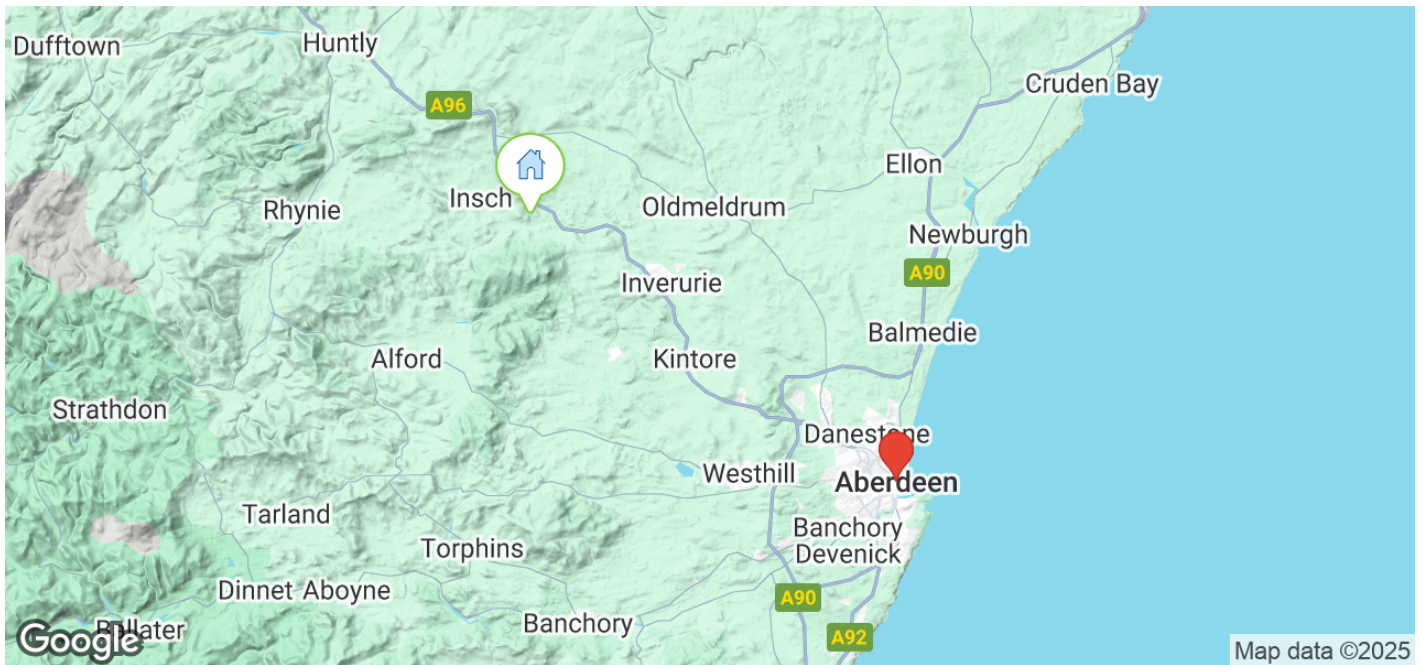 Dufftown
Huntly
Cruden Bay
A96
Ellon
Insch
Rhynie
Oldmeldrum
Newburgh
A90
Inverurie
Balmedie
Alford
Kintore
Strathdon
Danestone
Westhill
Aberdeen
Tarland
Banchory
Devenick
Torphins
Dinnet Aboyne
A90
Banchory
Ballater
A92
Google
Map data ©2025